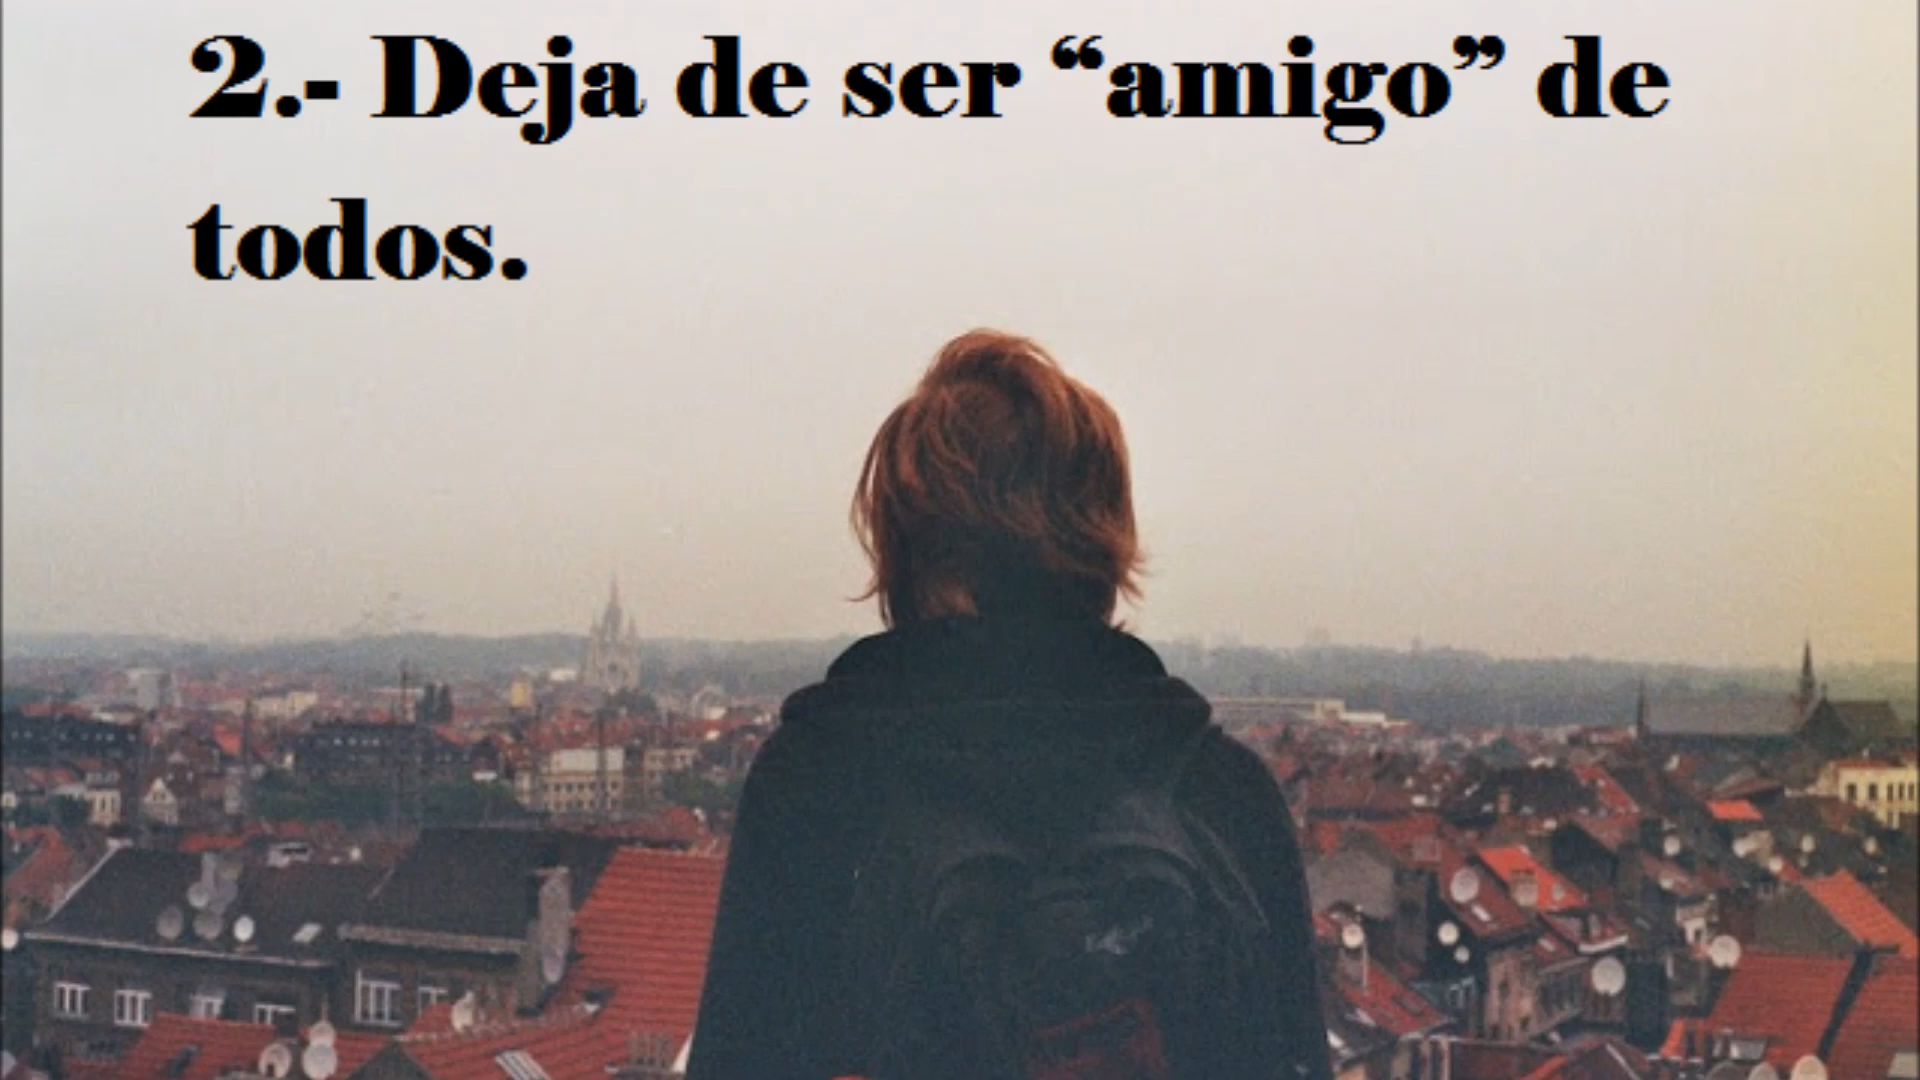 2.- Deja de ser “amigo” de
todos.